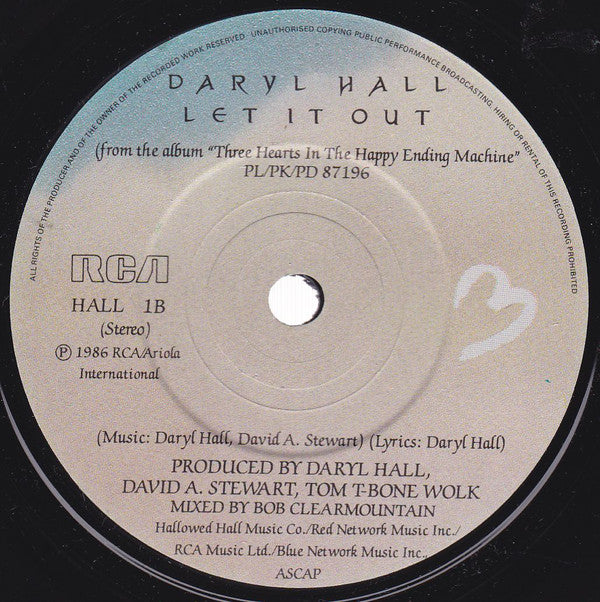 ALL RIGHTS OF THE PRODUCER AND OF THE OWNER OF THE RECORDED WORK RESERVED. UNAUTHORISED COPYING PUBLIC PERFORMANCE BROADCASTING. HIRING OR RENTAL OF THIS RECORDING PROHIBITED
DARYL HALL
LET IT OUT
(from the album "Three Hearts In The Happy Ending Machine"
PL/PK/PD 87196
RCA
HALL 1B
(Stereo)
Ⓟ 1986 RCA/Ariola
International
(Music: Daryl Hall, David A. Stewart) (Lyrics: Daryl Hall)
PRODUCED BY DARYL HALL,
DAVID A. STEWART, TOM T-BONE WOLK
MIXED BY BOB CLEARMOUNTAIN
Hallowed Hall Music Co./Red Network Music Inc./
RCA Music Ltd./Blue Network Music Inc.,
ASCAP